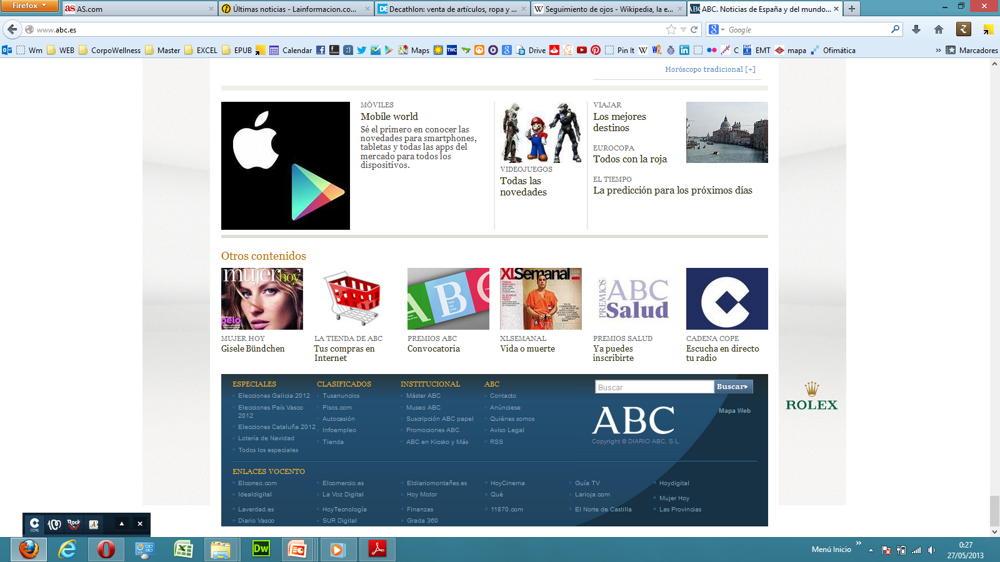 Firefox
AS.com
Últimas noticias - Lainformacion.co...
Decathlon: venta de artículos, ropa y ...
Seguimiento de ojos - Wikipedia, la e...
ABC. Noticias de España y del mundo...
www.abc.es
Google
Wm
WEB
CorpoWellness
Master
EXCEL
EPUB
Calendar
Maps
TWC
Drive
Pin It
C
EMT
mapa
Ofimática
Marcadores
Horóscopo tradicional [+]
MÓVILES
Mobile world
Sé el primero en conocer las
novedades para smartphones,
tabletas y todas las apps del
mercado para todos los
dispositivos.
VIDEOJUEGOS
Todas las
novedades
VIAJAR
Los mejores
destinos
EUROCOPA
Todos con la roja
EL TIEMPO
La predicción para los próximos días
Otros contenidos
mujerhoy
pelo
ABC
XLSemanal
PREMIOS
ABC
Salud
MUJER HOY
Gisele Bündchen
LA TIENDA DE ABC
Tus compras en
Internet
PREMIOS ABC
Convocatoria
XLSEMANAL
Vida o muerte
PREMIOS SALUD
Ya puedes
inscribirte
CADENA COPE
Escucha en directo
tu radio
ESPECIALES
Elecciones Galicia 2012
Elecciones País Vasco
2012
Elecciones Cataluña 2012
Lotería de Navidad
Todos los especiales
CLASIFICADOS
Tusanuncios
Pisos.com
Autocasión
Infoempleo
Tienda
INSTITUCIONAL
Máster ABC
Museo ABC
Suscripción ABC papel
Promociones ABC
ABC en Kiosko y Más
ABC
Contacto
Anúnciese
Quiénes somos
Aviso Legal
RSS
Buscar
Buscar
Mapa Web
ABC
Copyright © DIARIO ABC, S.L.
ROLEX
ENLACES VOCENTO
Elcorreo.com
Elcomercio.es
Eldiariomontañes.es
HoyCinema
Guía TV
Hoydigital
Idealdigital
La Voz Digital
Hoy Motor
Qué
Larioja.com
Mujer Hoy
Laverdad.es
HoyTecnología
Finanzas
11870.com
El Norte de Castilla
Las Provincias
Diario Vasco
SUR Digital
Grada 360
COPE
100
Rock
Dw
Menú Inicio
0:27
27/05/2013